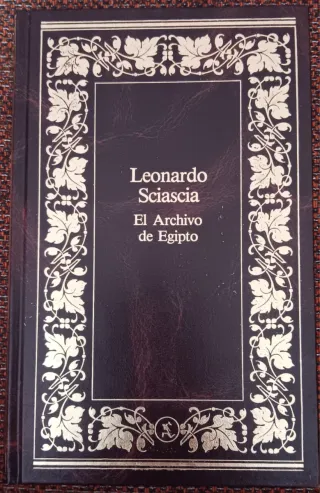 Leonardo
Sciascia
El Archivo
de Egipto